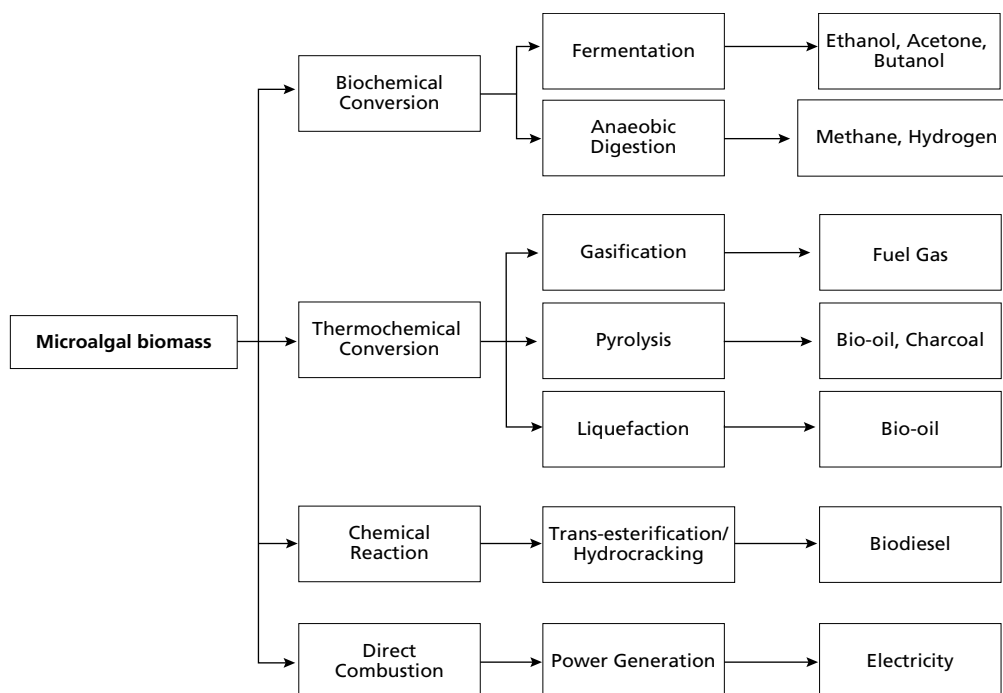 Microalgal biomass
Biochemical
Conversion
Fermentation
Ethanol, Acetone,
Butanol
Anaeobic
Digestion
Methane, Hydrogen
Thermochemical
Conversion
Gasification
Fuel Gas
Pyrolysis
Bio-oil, Charcoal
Liquefaction
Bio-oil
Chemical
Reaction
Trans-esterification/
Hydrocracking
Biodiesel
Direct
Combustion
Power Generation
Electricity